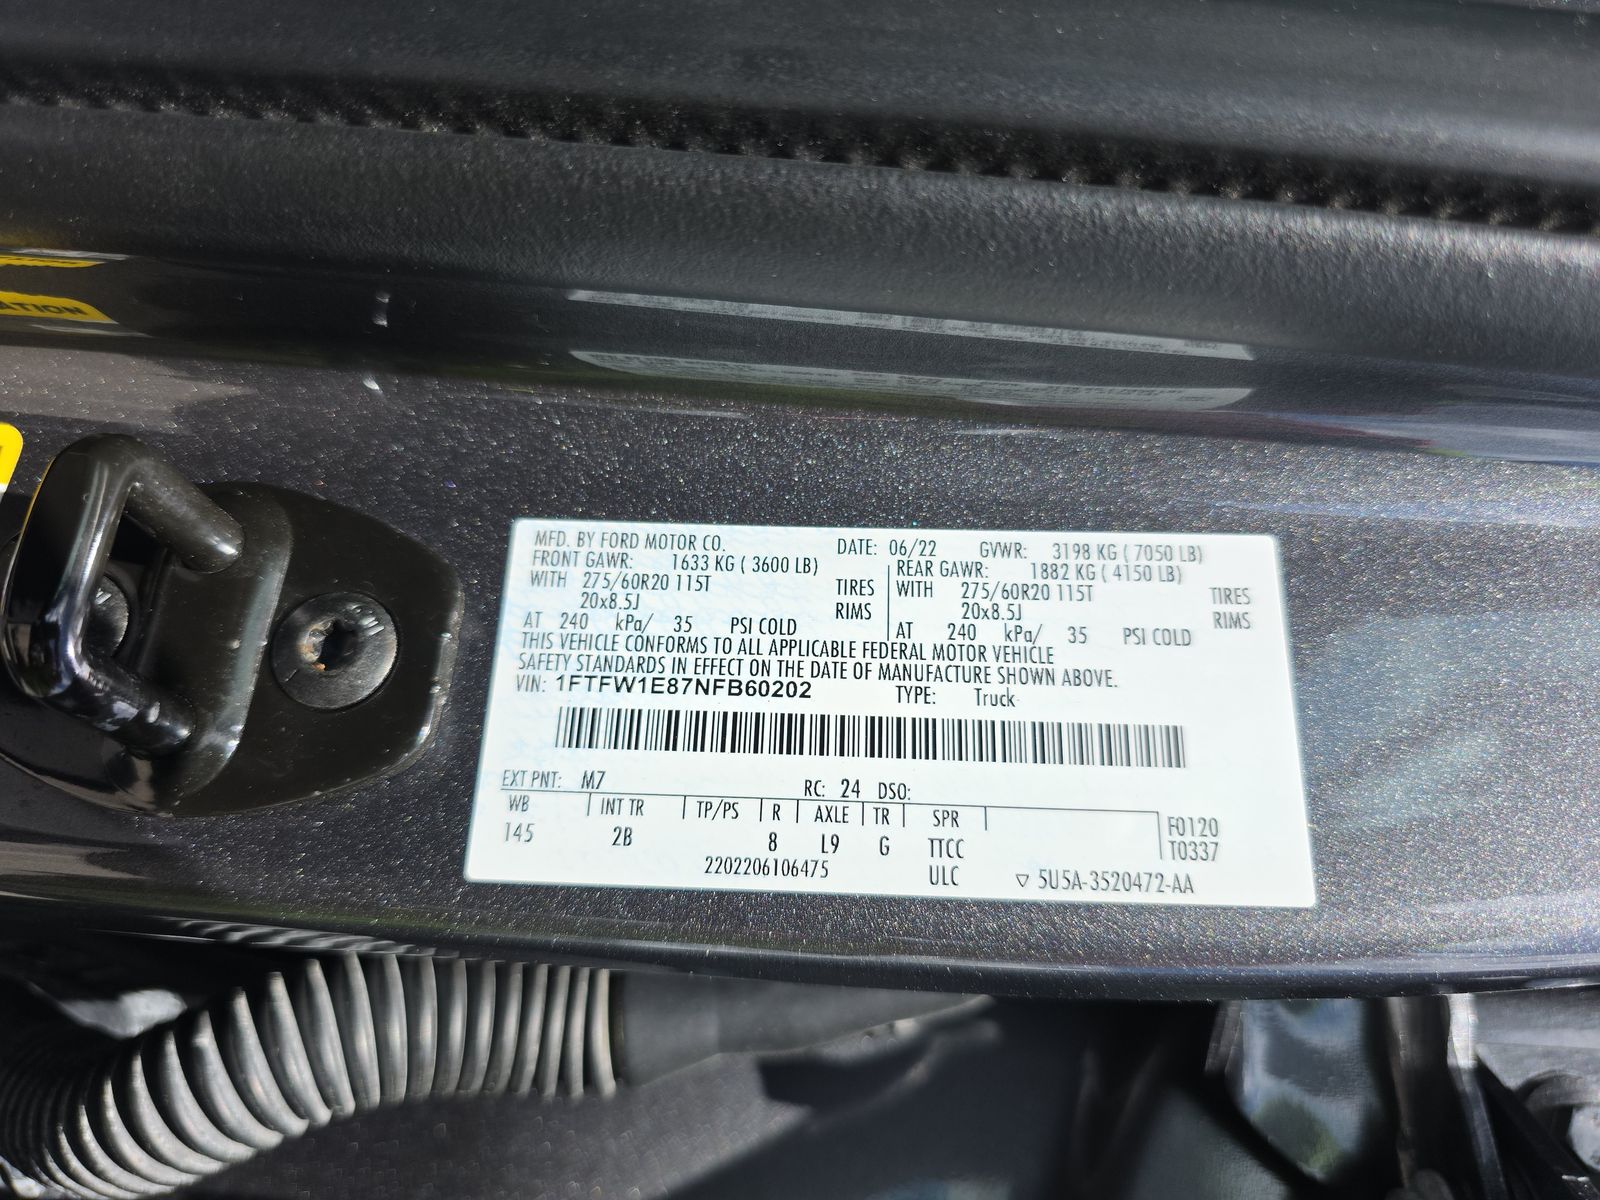 ATION
MFD. BY FORD MOTOR CO. DATE: 06/22 GVWR: 3198 KG ( 7050 LB)
FRONT GAWR: 1633 KG ( 3600 LB) REAR GAWR: 1882 KG ( 4150 LB)
WITH 275/60R20 115T TIRES WITH 275/60R20 115T TIRES
20x8.5J RIMS 20x8.5J RIMS
AT 240 kPa/ 35 PSI COLD AT 240 kPa/ 35 PSI COLD
THIS VEHICLE CONFORMS TO ALL APPLICABLE FEDERAL MOTOR VEHICLE
SAFETY STANDARDS IN EFFECT ON THE DATE OF MANUFACTURE SHOWN ABOVE.
VIN: 1FTFW1E87NFB60202 TYPE: Truck
EXT PNT: M7 RC: 24 DSO:
WB INT TR TP/PS R AXLE TR SPR F0120
145 2B 8 L9 G TTCC T0337
2202206106475 ULC ▽ 5U5A-3520472-AA